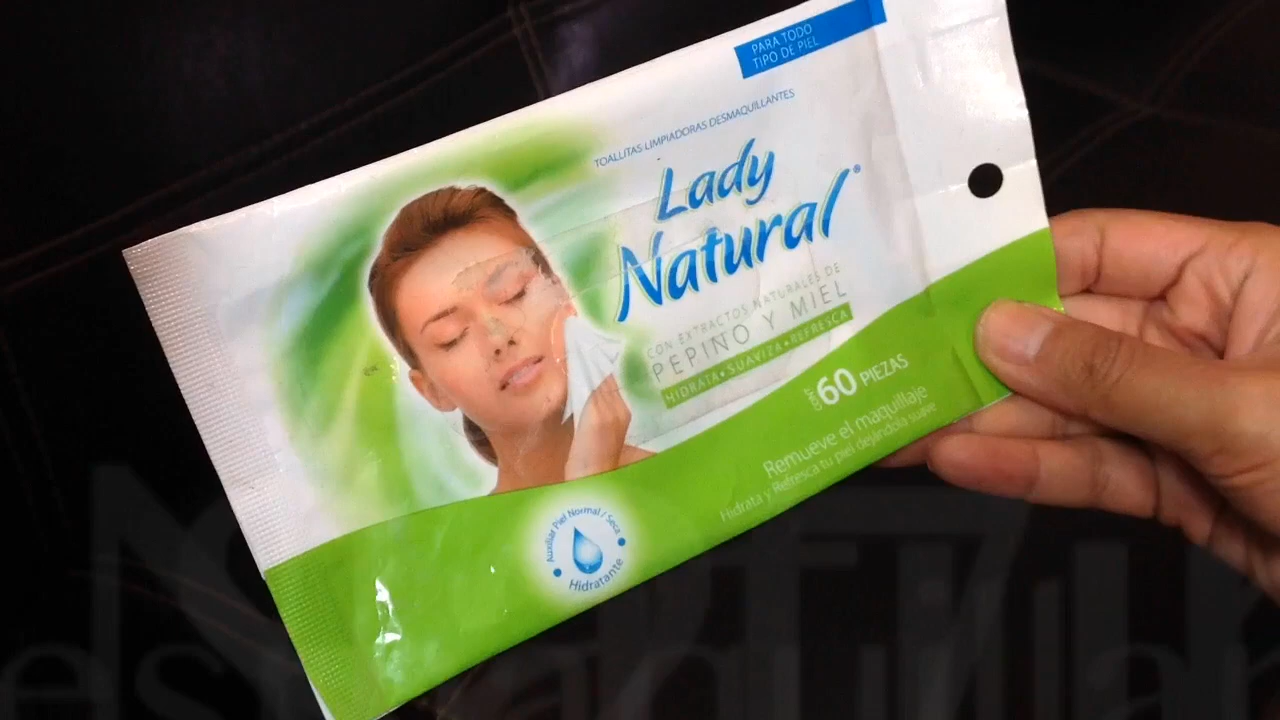 PARA TODO
TIPO DE PIEL
TOALLITAS LIMPIADORAS DESMAQUILLANTES
Lady
Natural®
CON EXTRACTOS NATURALES DE
PEPINO Y MIEL
HIDRATA•SUAVIZA•REFRESCA
CONT 60 PIEZAS
Remueve el maquillaje
Hidrata y Refresca tu piel dejándola suave
Auxiliar Piel Normal / Seca
• Hidratante •